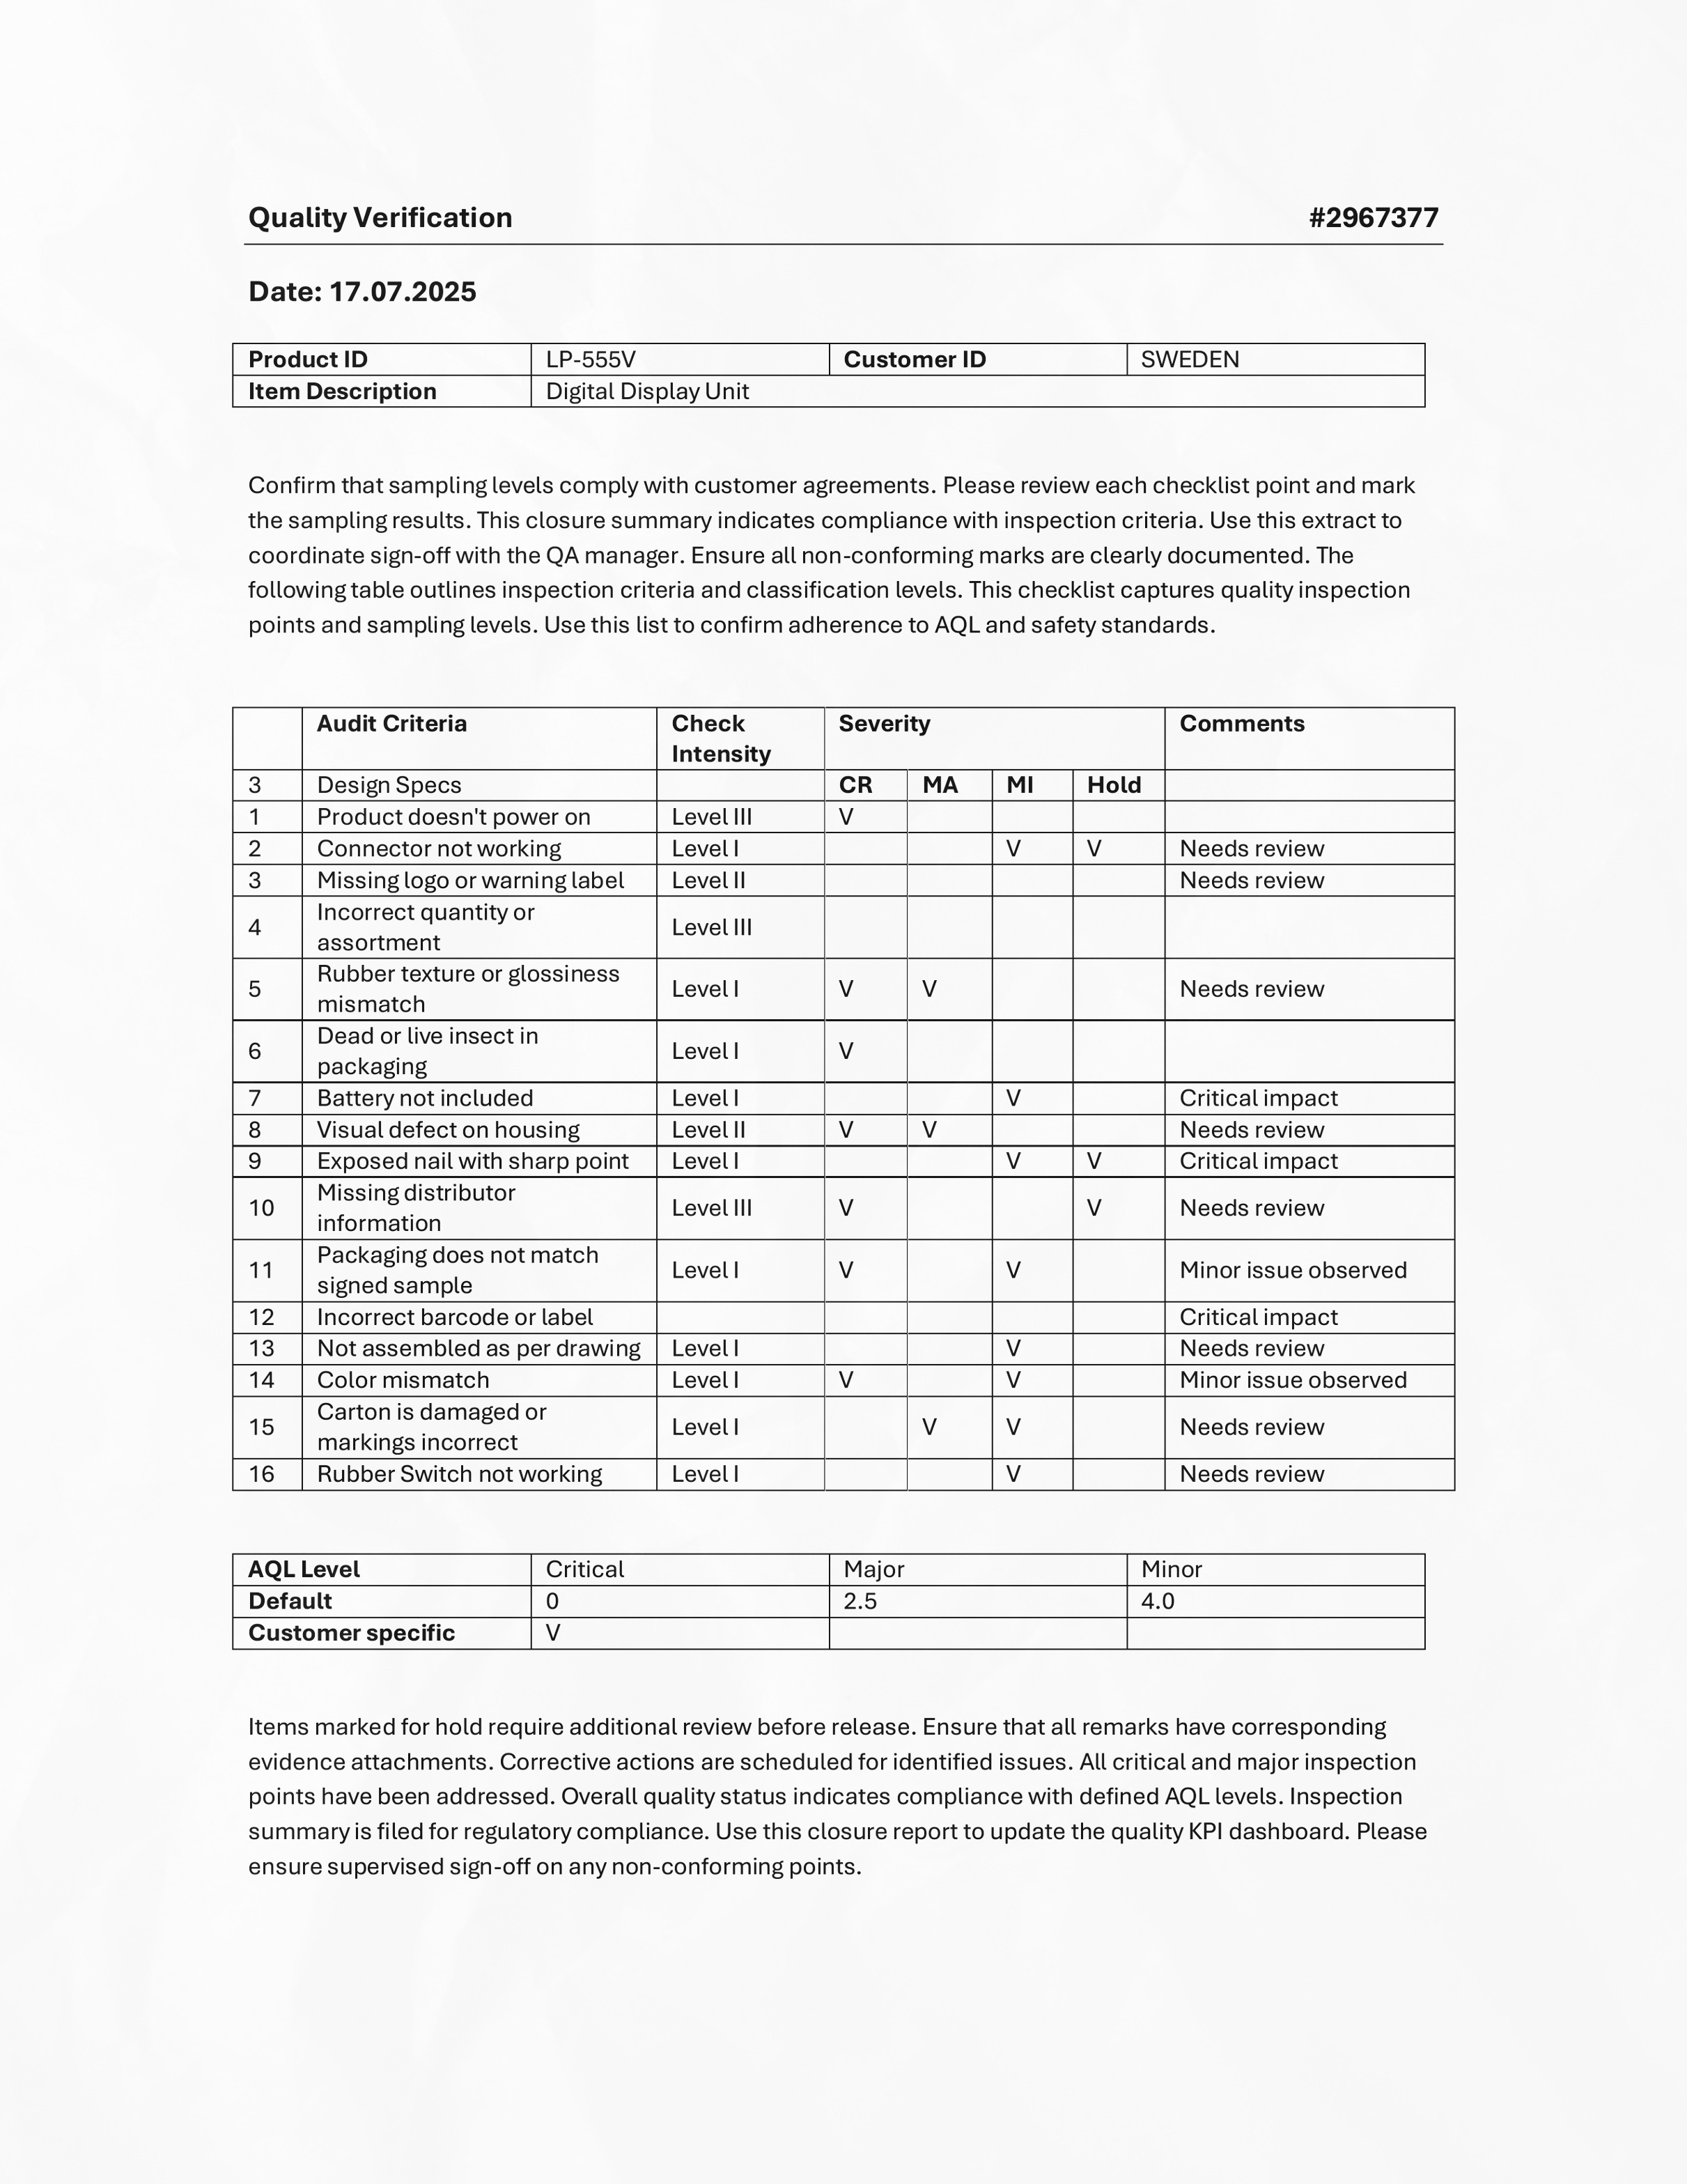 Quality Verification #2967377
Date: 17.07.2025
Product ID LP-555V Customer ID SWEDEN
Item Description Digital Display Unit
Confirm that sampling levels comply with customer agreements. Please review each checklist point and mark
the sampling results. This closure summary indicates compliance with inspection criteria. Use this extract to
coordinate sign-off with the QA manager. Ensure all non-conforming marks are clearly documented. The
following table outlines inspection criteria and classification levels. This checklist captures quality inspection
points and sampling levels. Use this list to confirm adherence to AQL and safety standards.
Audit Criteria Check Intensity Severity Comments
3 Design Specs CR MA MI Hold
1 Product doesn't power on Level III V
2 Connector not working Level I V V Needs review
3 Missing logo or warning label Level II Needs review
4 Incorrect quantity or assortment Level III
5 Rubber texture or glossiness mismatch Level I V V Needs review
6 Dead or live insect in packaging Level I V
7 Battery not included Level I V Critical impact
8 Visual defect on housing Level II V V Needs review
9 Exposed nail with sharp point Level I V V Critical impact
10 Missing distributor information Level III V V Needs review
11 Packaging does not match signed sample Level I V V Minor issue observed
12 Incorrect barcode or label Critical impact
13 Not assembled as per drawing Level I V Needs review
14 Color mismatch Level I V V Minor issue observed
15 Carton is damaged or markings incorrect Level I V V Needs review
16 Rubber Switch not working Level I V Needs review
AQL Level Critical Major Minor
Default 0 2.5 4.0
Customer specific V
Items marked for hold require additional review before release. Ensure that all remarks have corresponding
evidence attachments. Corrective actions are scheduled for identified issues. All critical and major inspection
points have been addressed. Overall quality status indicates compliance with defined AQL levels. Inspection
summary is filed for regulatory compliance. Use this closure report to update the quality KPI dashboard. Please
ensure supervised sign-off on any non-conforming points.